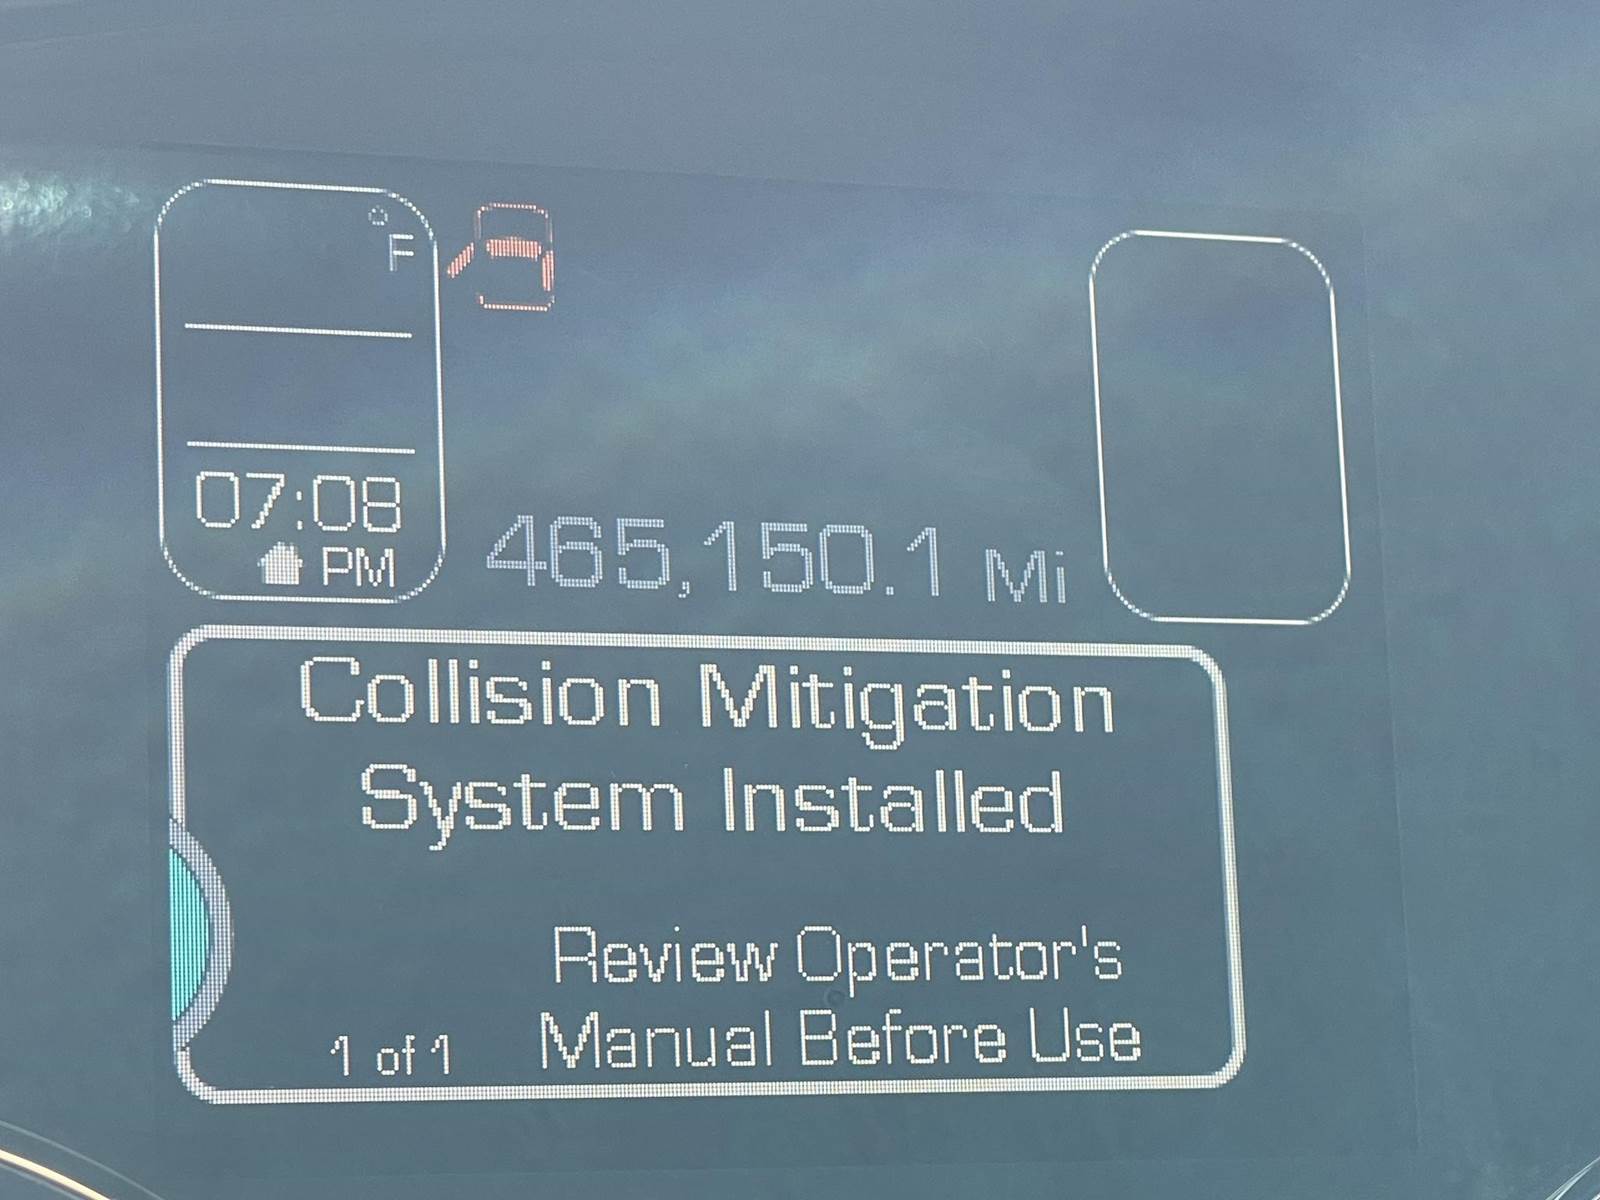 °F
07:08
PM
465,150.1 Mi
Collision Mitigation
System Installed
Review Operator's
Manual Before Use
1 of 1